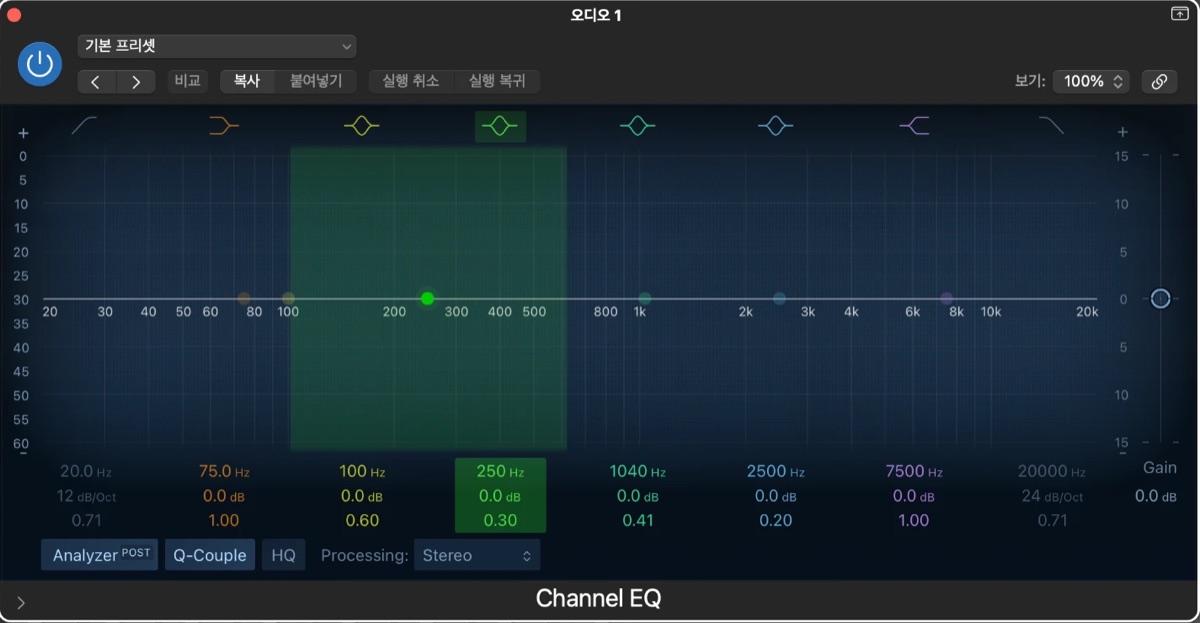 오디오 1
기본 프리셋
비교 복사 붙여넣기 실행 취소 실행 복귀 보기: 100%
+ +
0 15
5
10 10
15
20 5
25
30 0
20 30 40 50 60 80 100 200 300 400 500 800 1k 2k 3k 4k 6k 8k 10k 20k
35
40 5
45
50 10
55
60 15
- -
20.0 Hz 75.0 Hz 100 Hz 250 Hz 1040 Hz 2500 Hz 7500 Hz 20000 Hz Gain
12 dB/Oct 0.0 dB 0.0 dB 0.0 dB 0.0 dB 0.0 dB 0.0 dB 24 dB/Oct 0.0 dB
0.71 1.00 0.60 0.30 0.41 0.20 1.00 0.71
Analyzer POST Q-Couple HQ Processing: Stereo
Channel EQ